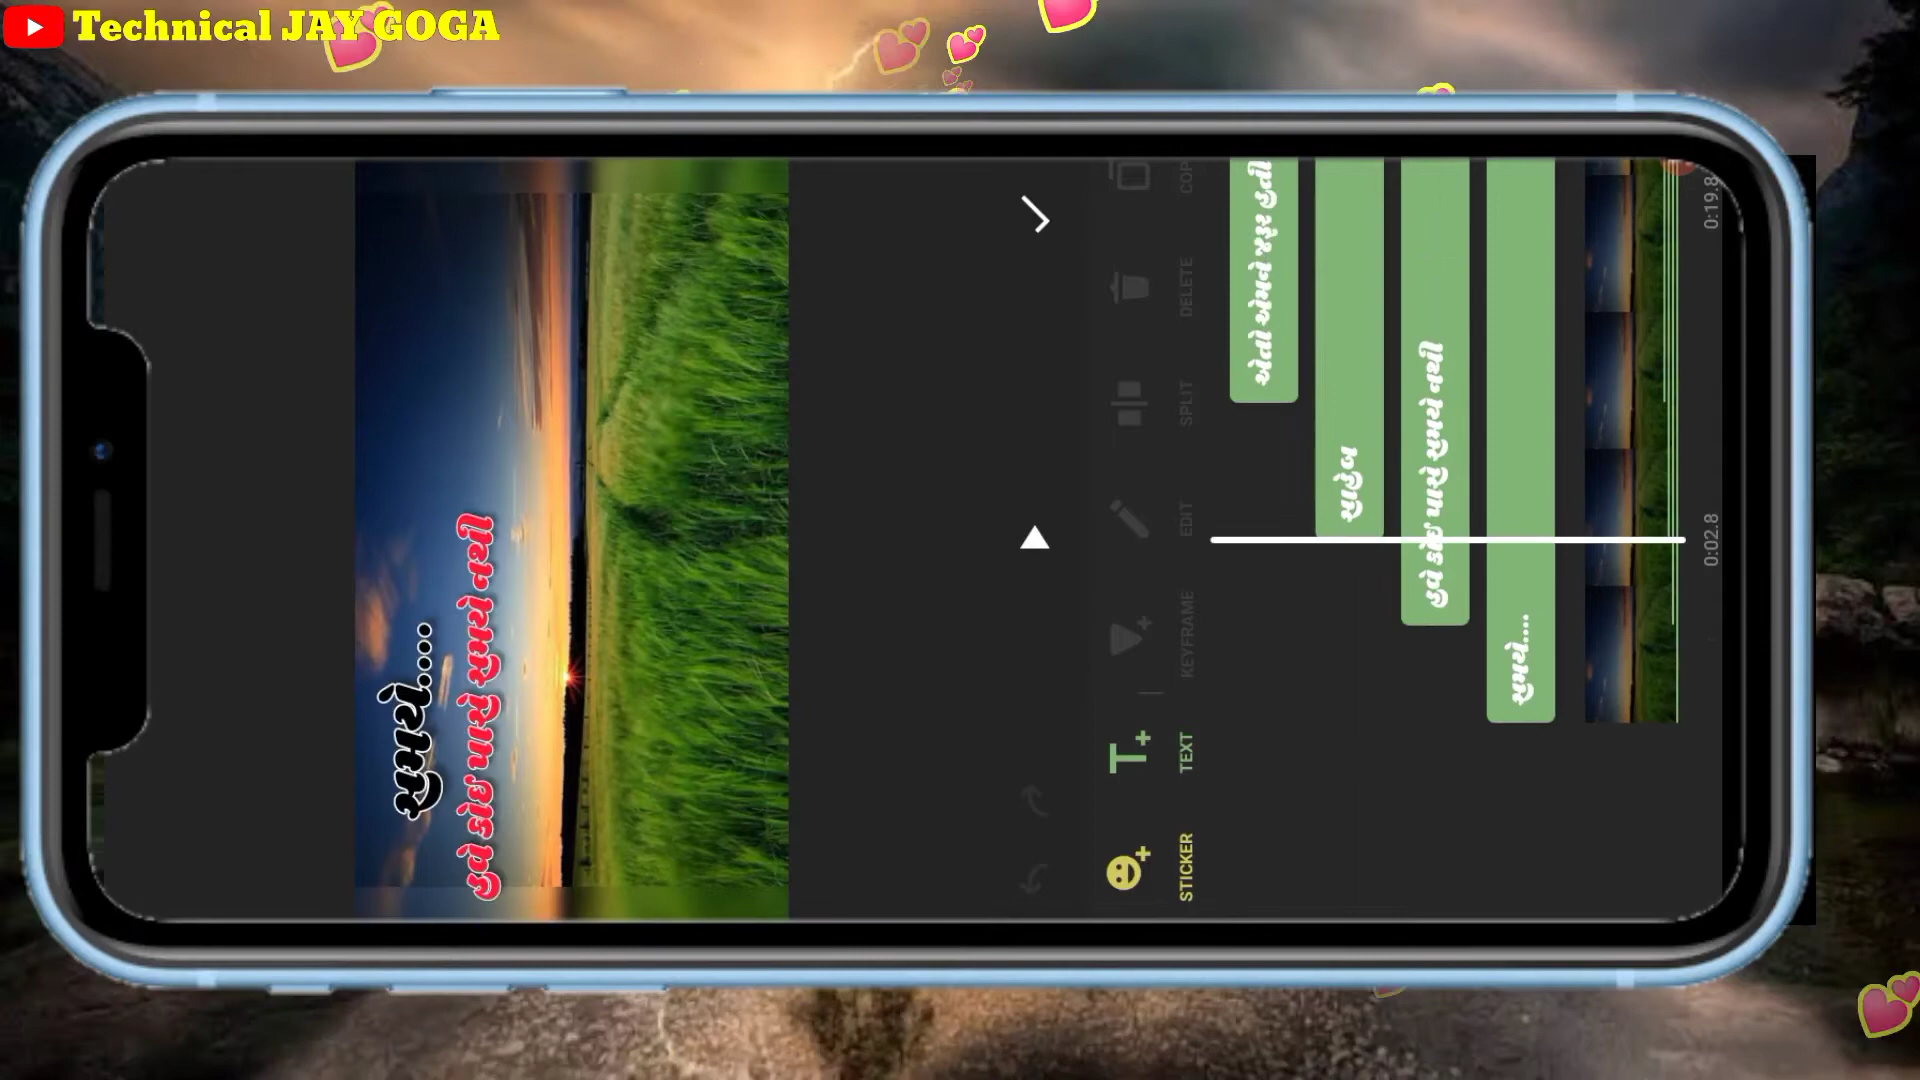 Technical JAY GOGA
સમયે....
હવે કોઇ પાસે સમયે નથી
STICKER
TEXT
KEYFRAME
EDIT
SPLIT
DELETE
COP
સાહેબ
હવે કોઇ પાસે સમયે નથી
સમયે....
0:02.8
0:19.8